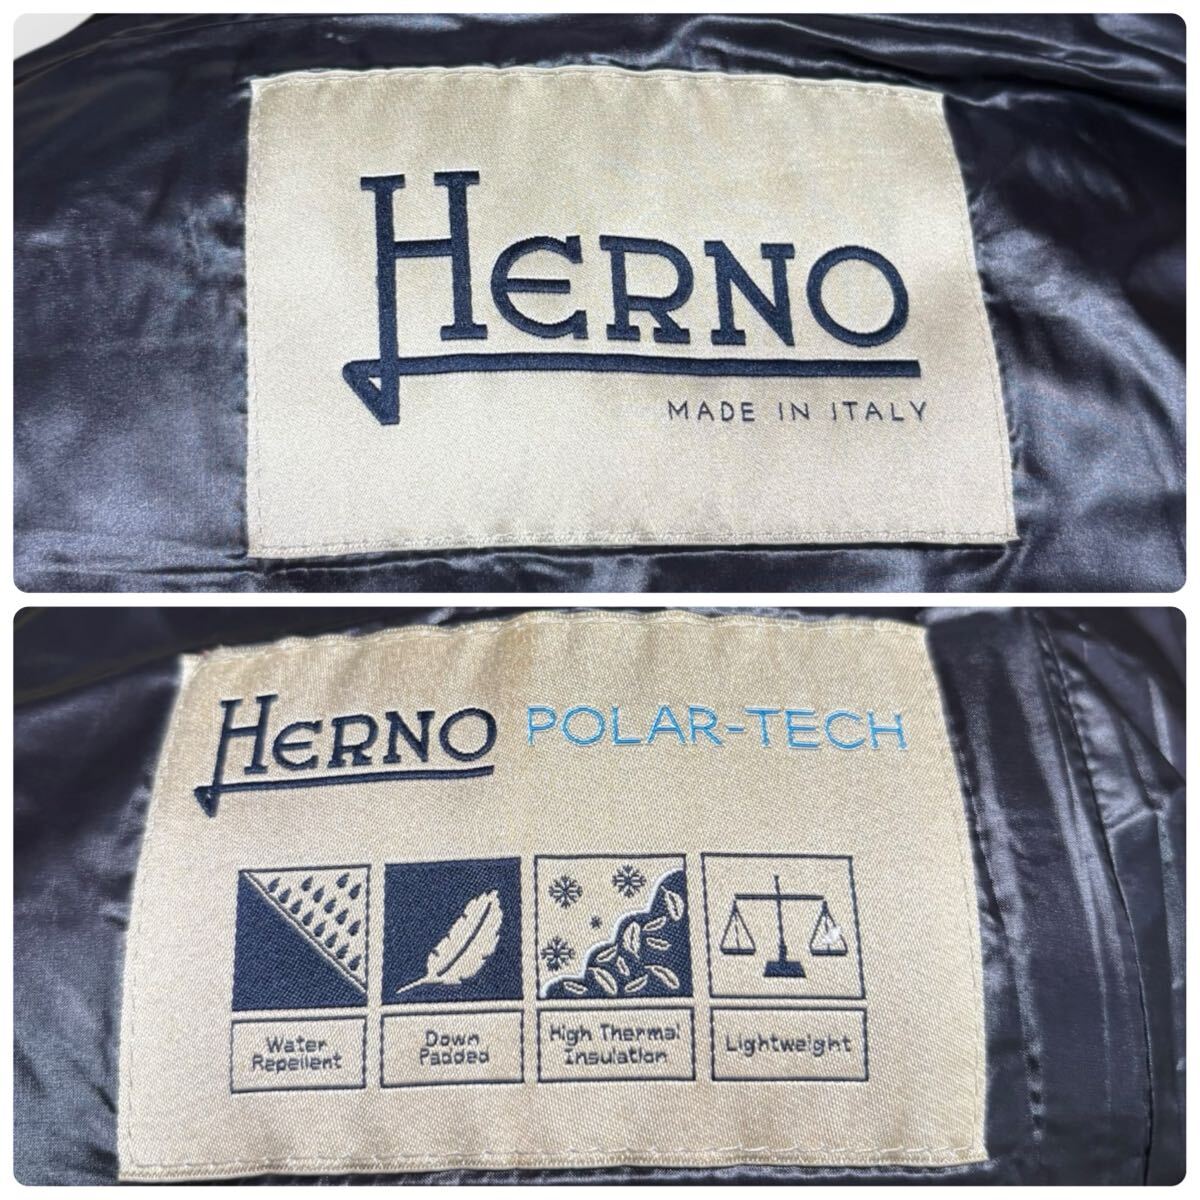 HERNO
MADE IN ITALY
HERNO POLAR-TECH
Water
Repellent
Down
Padded
High Thermal
Insulation
Lightweight